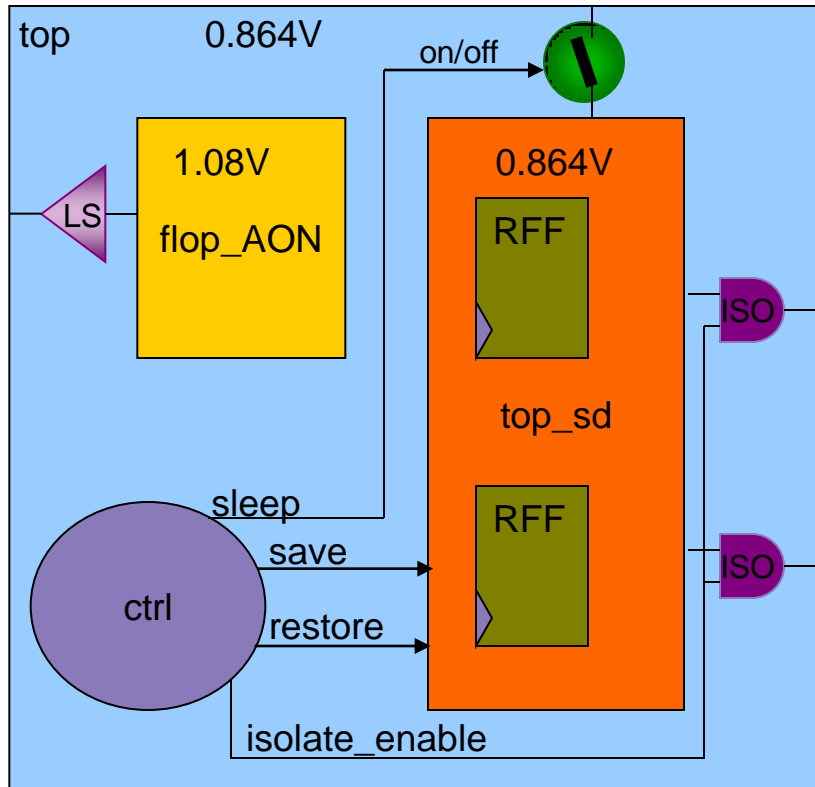 top 0.864V
on/off
1.08V
0.864V
LS
flop_AON
RFF
ISO
top_sd
sleep
RFF
save
ISO
ctrl
restore
isolate_enable